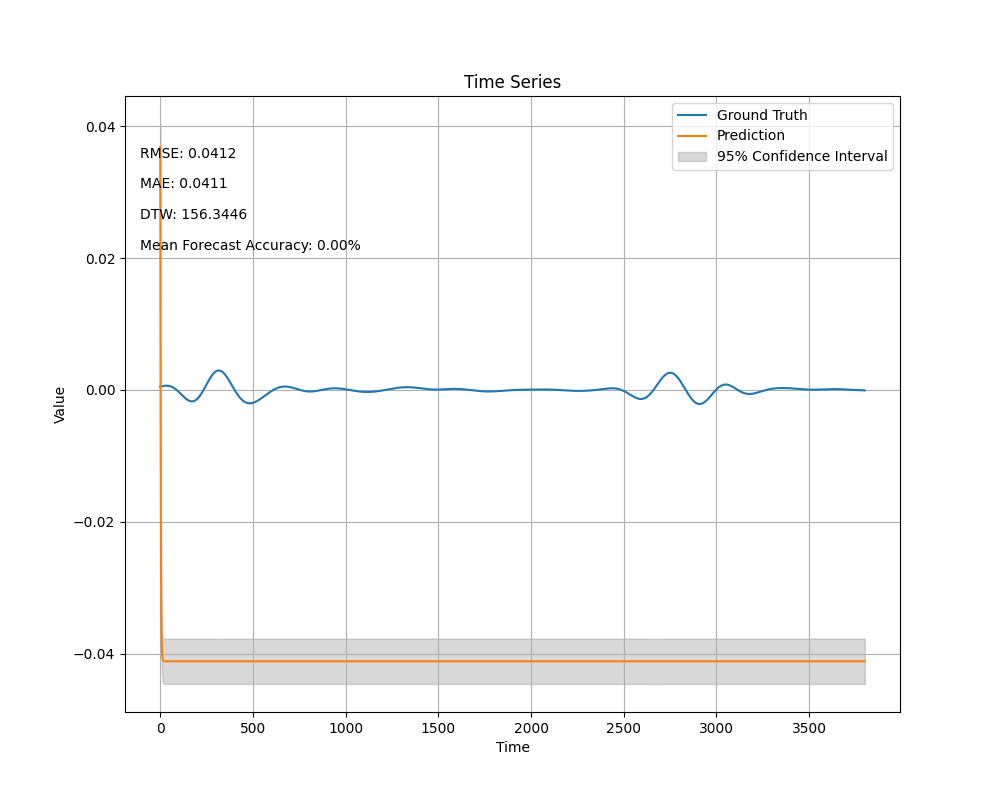 Time Series
Ground Truth
Prediction
95% Confidence Interval
RMSE: 0.0412
MAE: 0.0411
DTW: 156.3446
Mean Forecast Accuracy: 0.00%
Value
0.04
0.02
0.00
−0.02
−0.04
0 500 1000 1500 2000 2500 3000 3500
Time